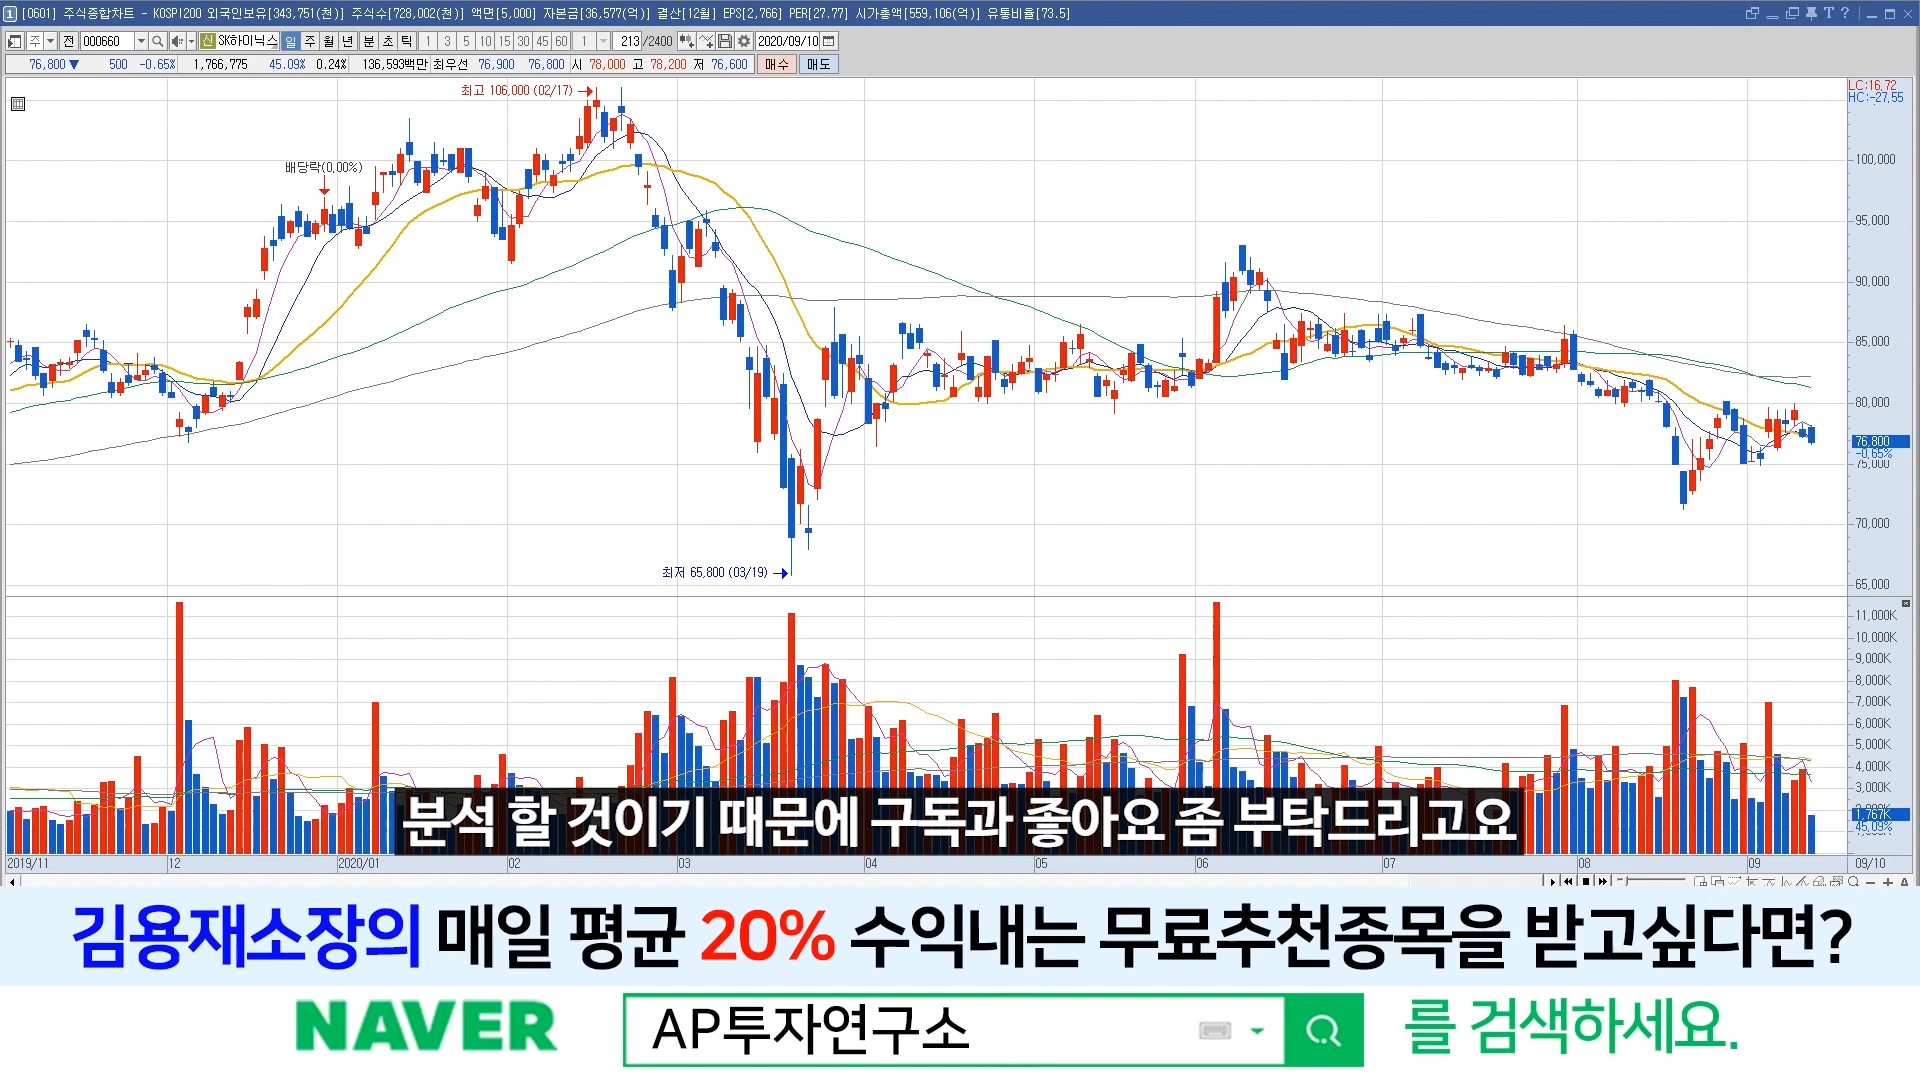 1 [0601] 주식종합차트 - KOSPI200 외국인보유[343,751(천)] 주식수[728,002(천)] 액면[5,000] 자본금[36,577(억)] 결산[12월] EPS[2,766] PER[27.77] 시가총액[559,106(억)] 유통비율[73.5]
주 전 000660 신 SK하이닉스 일 주 월 년 분 초 틱 1 3 5 10 15 30 45 60 1 213 /2400 2020/09/10
76,800 ▼ 500 -0.65% 1,766,775 45.09% 0.24% 136,593백만 최우선 76,900 76,800 시 78,000 고 78,200 저 76,600 매수 매도
최고 106,000 (02/17)
LC:16.72
HC:-27.55
배당락(0.00%)
100,000
95,000
90,000
85,000
80,000
76,800
-0.65%
75,000
70,000
최저 65,800 (03/19)
65,000
11,000K
10,000K
9,000K
8,000K
7,000K
6,000K
5,000K
4,000K
3,000K
1,767K
45.09%
분석 할 것이기 때문에 구독과 좋아요 좀 부탁드리고요
2019/11 12 2020/01 02 03 04 05 06 07 08 09 09/10
김용재소장의 매일 평균 20% 수익내는 무료추천종목을 받고싶다면?
NAVER AP투자연구소 를 검색하세요.